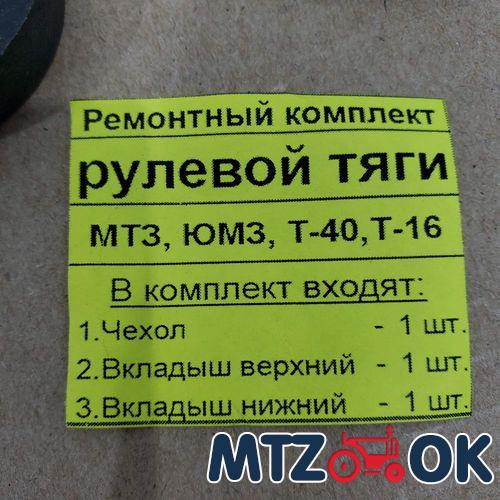 Ремонтный комплект
рулевой тяги
МТЗ, ЮМЗ, Т-40,Т-16
В комплект входят:
1.Чехол - 1 шт.
2.Вкладыш верхний - 1 шт.
3.Вкладыш нижний - 1 шт.
MTZ OK